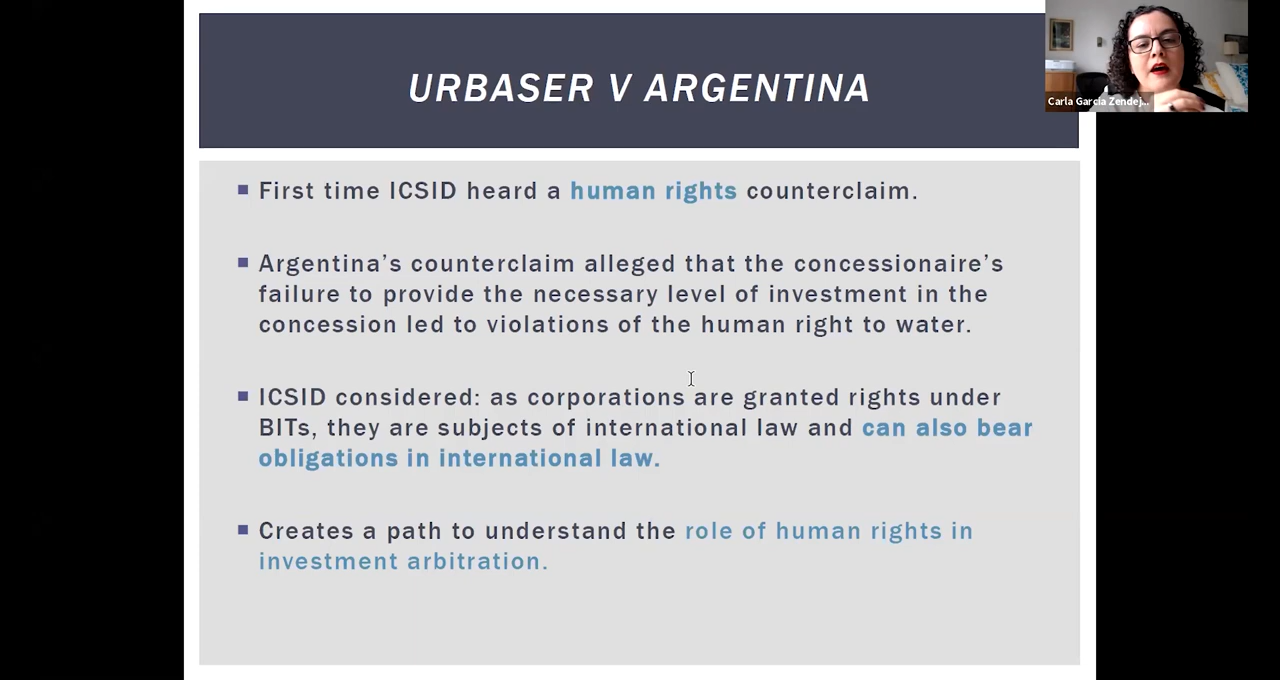 URBASER V ARGENTINA
Carla García Zendej...
First time ICSID heard a human rights counterclaim.
Argentina’s counterclaim alleged that the concessionaire’s
failure to provide the necessary level of investment in the
concession led to violations of the human right to water.
ICSID considered: as corporations are granted rights under
BITs, they are subjects of international law and can also bear
obligations in international law.
Creates a path to understand the role of human rights in
investment arbitration.